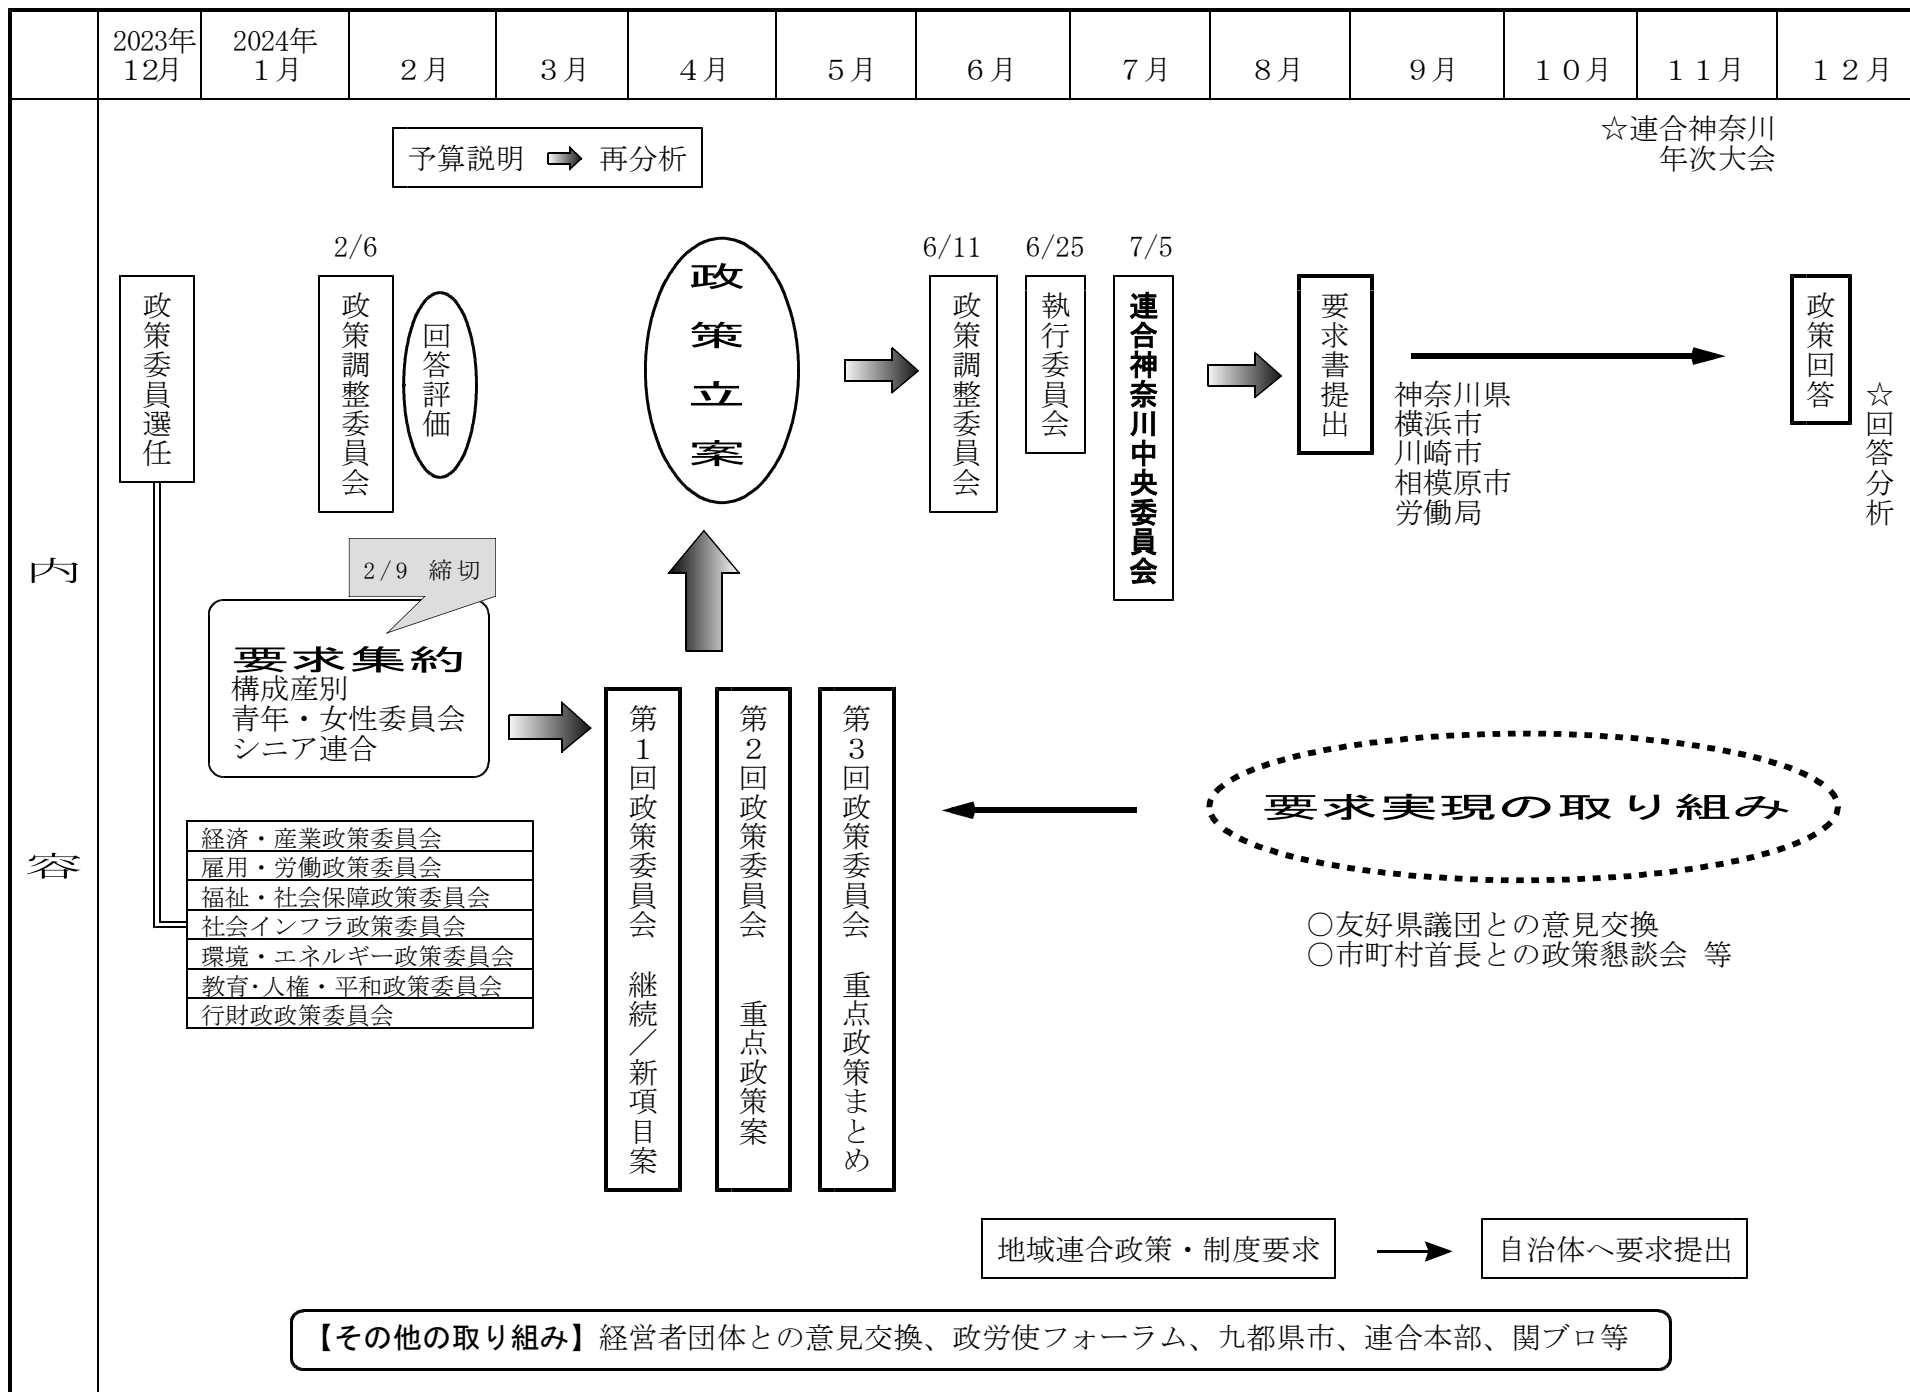 2023年
12月
2024年
１月
２月
３月
４月
５月
６月
７月
８月
９月
１０月
１１月
１２月
内容
☆連合神奈川
年次大会
予算説明
再分析
2/6
6/11
6/25
7/5
政策委員選任
政策調整委員会
回答評価
政策立案
政策調整委員会
執行委員会
連合神奈川中央委員会
要求書提出
神奈川県
横浜市
川崎市
相模原市
労働局
政策回答
☆回答分析
2/9 締切
要求集約
構成産別
青年・女性委員会
シニア連合
第１回政策委員会 継続／新項目案
第２回政策委員会 重点政策案
第３回政策委員会 重点政策まとめ
要求実現の取り組み
○友好県議団との意見交換
○市町村首長との政策懇談会 等
経済・産業政策委員会
雇用・労働政策委員会
福祉・社会保障政策委員会
社会インフラ政策委員会
環境・エネルギー政策委員会
教育･人権・平和政策委員会
行財政政策委員会
地域連合政策・制度要求
自治体へ要求提出
【その他の取り組み】経営者団体との意見交換、政労使フォーラム、九都県市、連合本部、関ブロ等